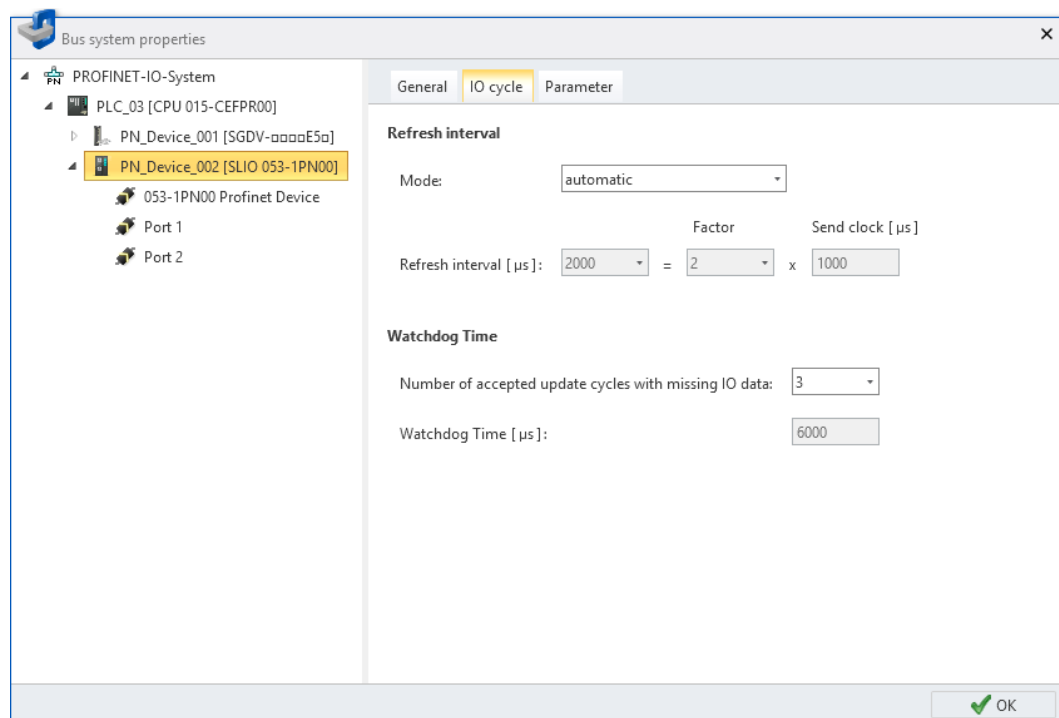 Bus system properties
PROFINET-IO-System
PLC_03 [CPU 015-CEFPR00]
PN_Device_001 [SGDV-□□□□E5□]
PN_Device_002 [SLIO 053-1PN00]
053-1PN00 Profinet Device
Port 1
Port 2
General IO cycle Parameter
Refresh interval
Mode: automatic
Factor Send clock [ µs ]
Refresh interval [ µs ]: 2000 = 2 x 1000
Watchdog Time
Number of accepted update cycles with missing IO data: 3
Watchdog Time [ µs ]: 6000
OK